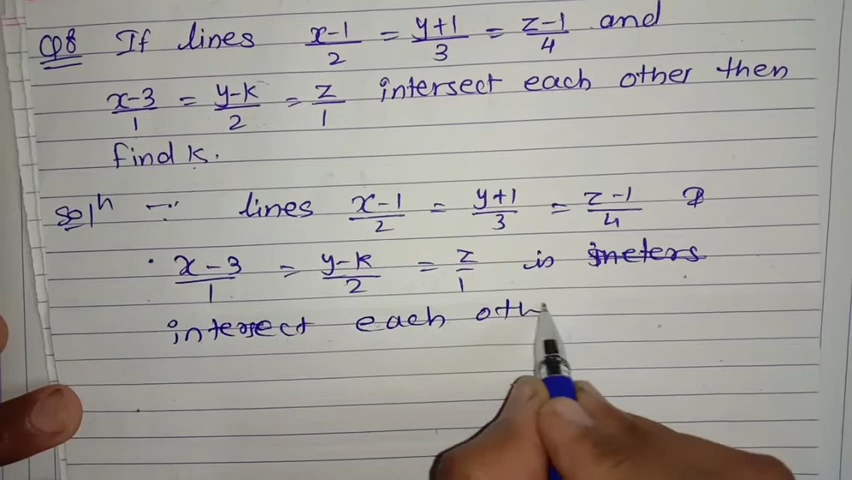 Q8 If lines x-1/2 = y+1/3 = z-1/4 and
x-3/1 = y-k/2 = z/1 intersect each other then
find k.
Solⁿ ∵ lines x-1/2 = y+1/3 = z-1/4
x-3/1 = y-k/2 = z/1 is
intersect each oth